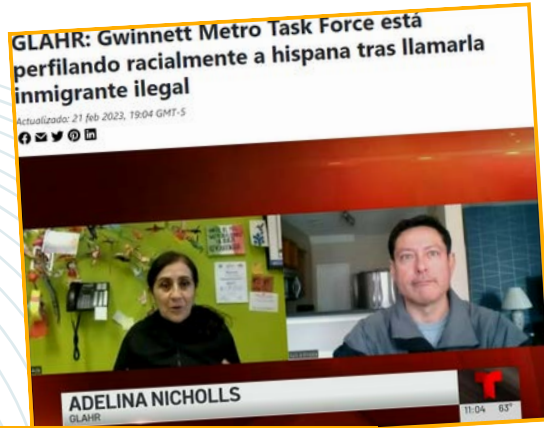 GLAHR: Gwinnett Metro Task Force está
perfilando racialmente a hispana tras llamarla
inmigrante ilegal
Actualizado: 21 feb 2023, 19:04 GMT-5
ADELINA NICHOLLS
GLAHR
11:04 63°